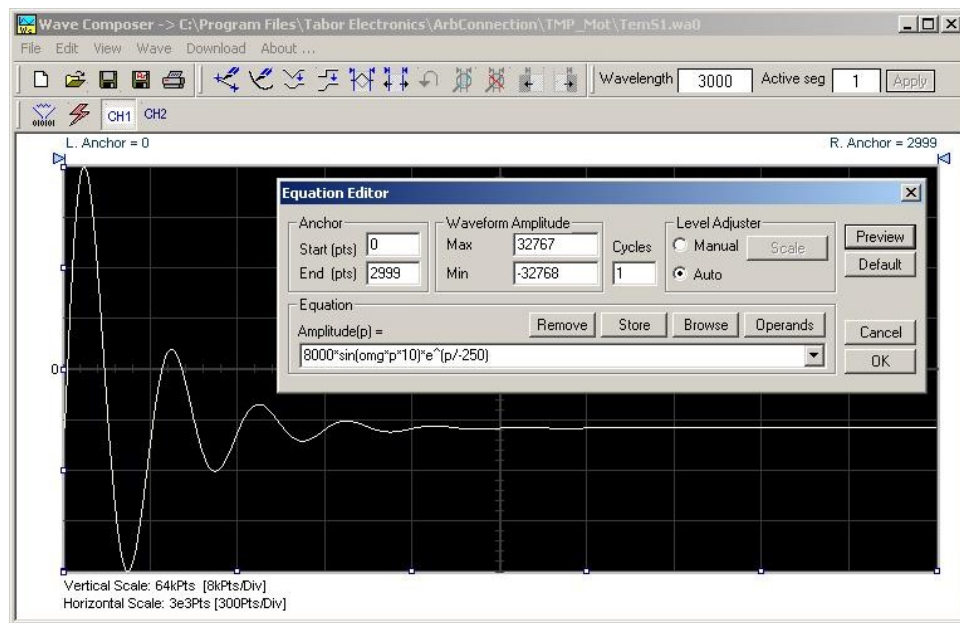 Wave Composer -> C:\Program Files\Tabor Electronics\ArbConnection\TMP_Mot\TemS1.wa0
File Edit View Wave Download About ...
Wavelength 3000 Active seg 1 Apply
010101 CH1 CH2
L. Anchor = 0 R. Anchor = 2999
Equation Editor
Anchor Waveform Amplitude Level Adjuster
Start (pts) 0 Max 32767 Cycles Manual Scale Preview
End (pts) 2999 Min -32768 1 Auto Default
Equation
Amplitude(p) = Remove Store Browse Operands Cancel
8000*sin(omg*p*10)*e^(p/-250) OK
0
Vertical Scale: 64kPts [8kPts/Div]
Horizontal Scale: 3e3Pts [300Pts/Div]